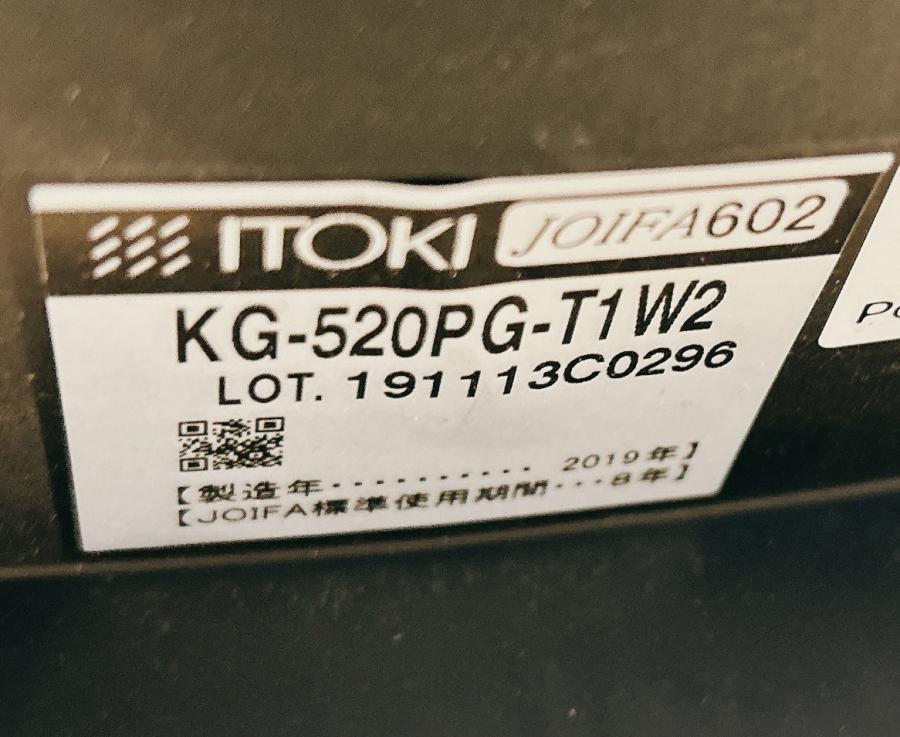 ITOKI JOIFA602
KG-520PG-T1W2
LOT. 191113C0296
【製造年・・・・・・・・・・ 2019年】
【JOIFA標準使用期間・・・8年】